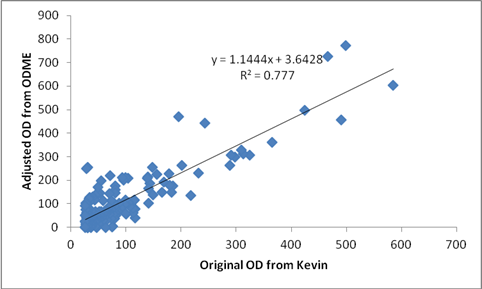 900
800
700
600
500
400
300
200
100
0
y = 1.1444x + 3.6428
R² = 0.777
Adjusted OD from ODME
0 100 200 300 400 500 600 700
Original OD from Kevin